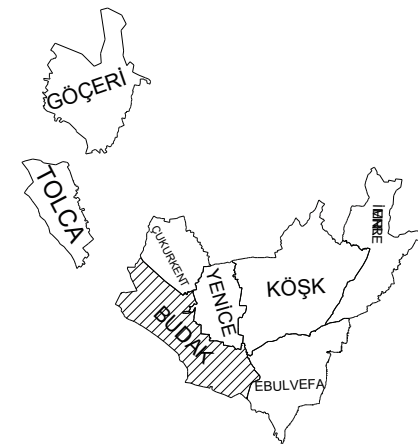 GÖÇERİ
TOLCA
ÇUKURKENT
YENİCE
BUDAK
KÖŞK
EBULVEFA